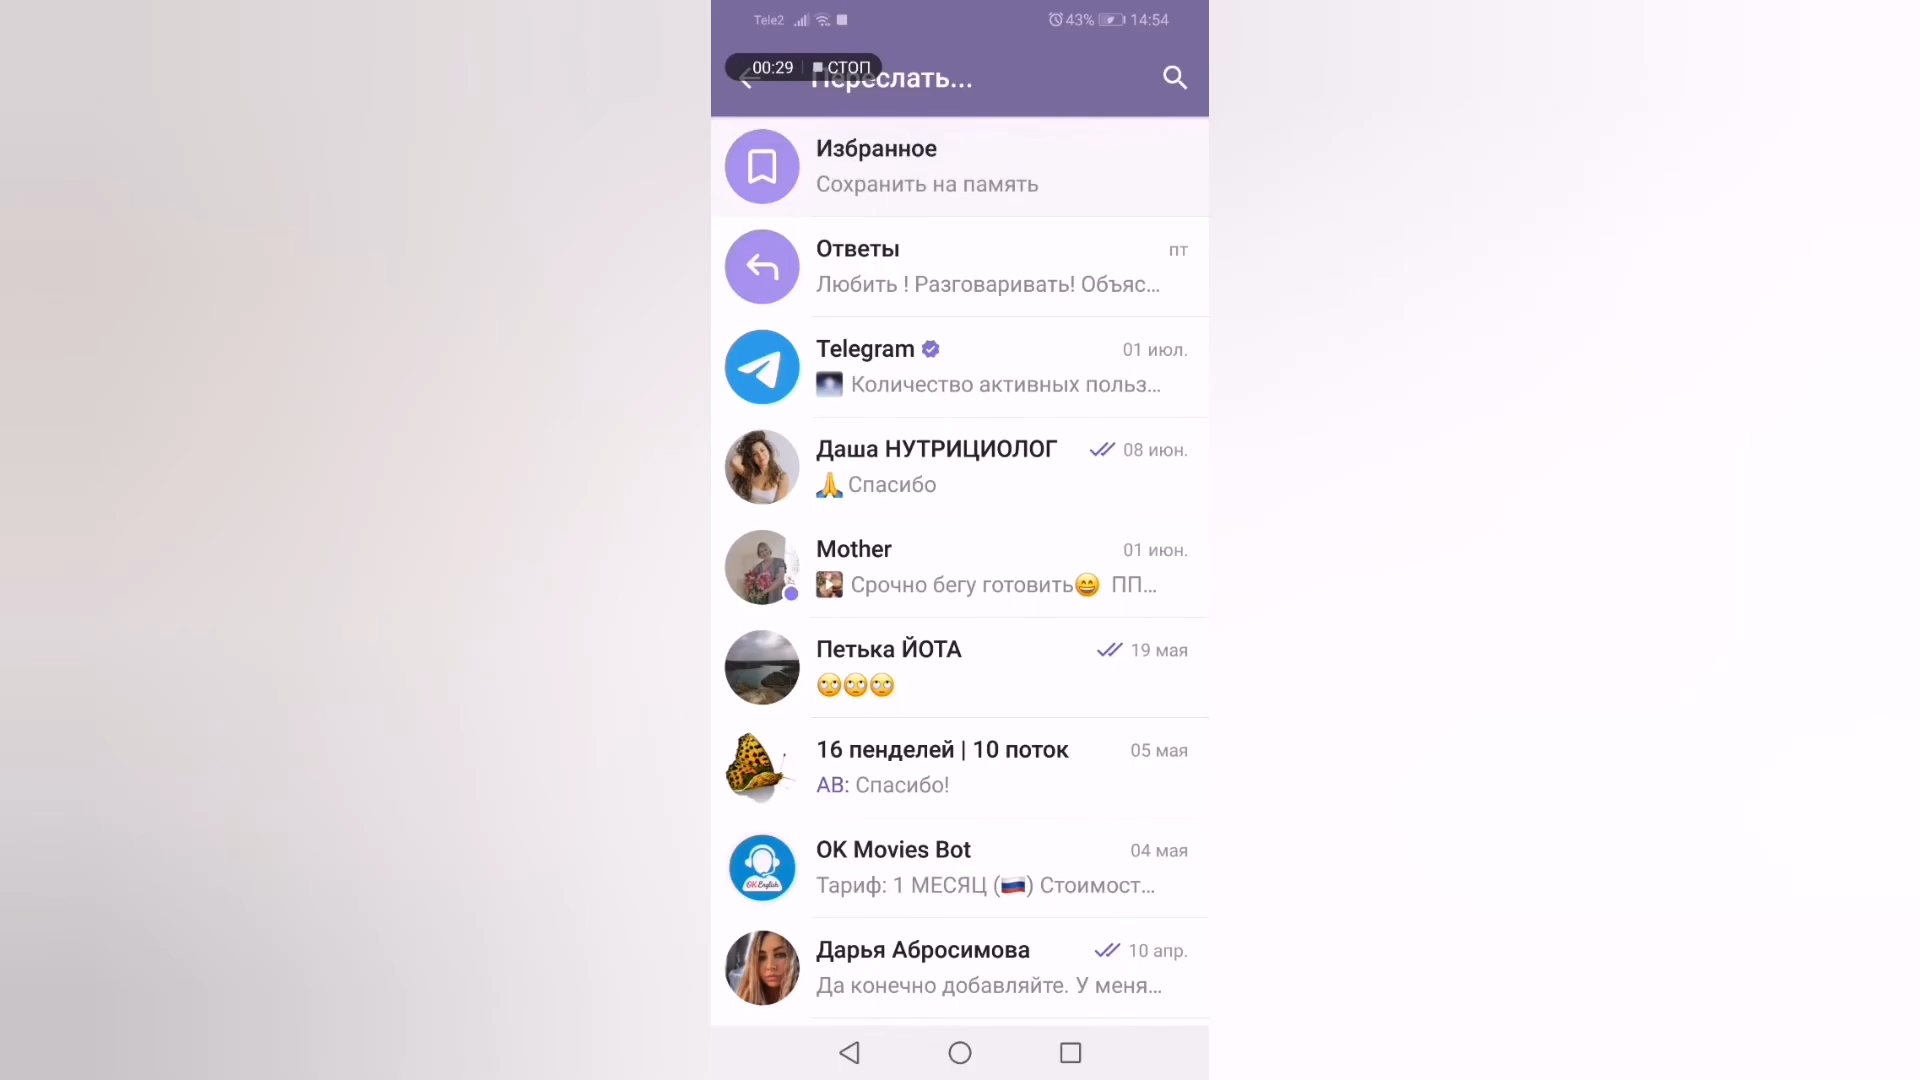 Tele2 43% 14:54
00:29 СТОП
Переслать...
Избранное
Сохранить на память
Ответы пт
Любить ! Разговаривать! Объяс...
Telegram 01 июл.
Количество активных польз...
Даша НУТРИЦИОЛОГ 08 июн.
🙏 Спасибо
Mother 01 июн.
Срочно бегу готовить😄 ПП...
Петька ЙОТА 19 мая
🙄🙄🙄
16 пенделей | 10 поток 05 мая
АВ: Спасибо!
OK Movies Bot 04 мая
OK English
Тариф: 1 МЕСЯЦ (🇷🇺) Стоимост...
Дарья Абросимова 10 апр.
Да конечно добавляйте. У меня...